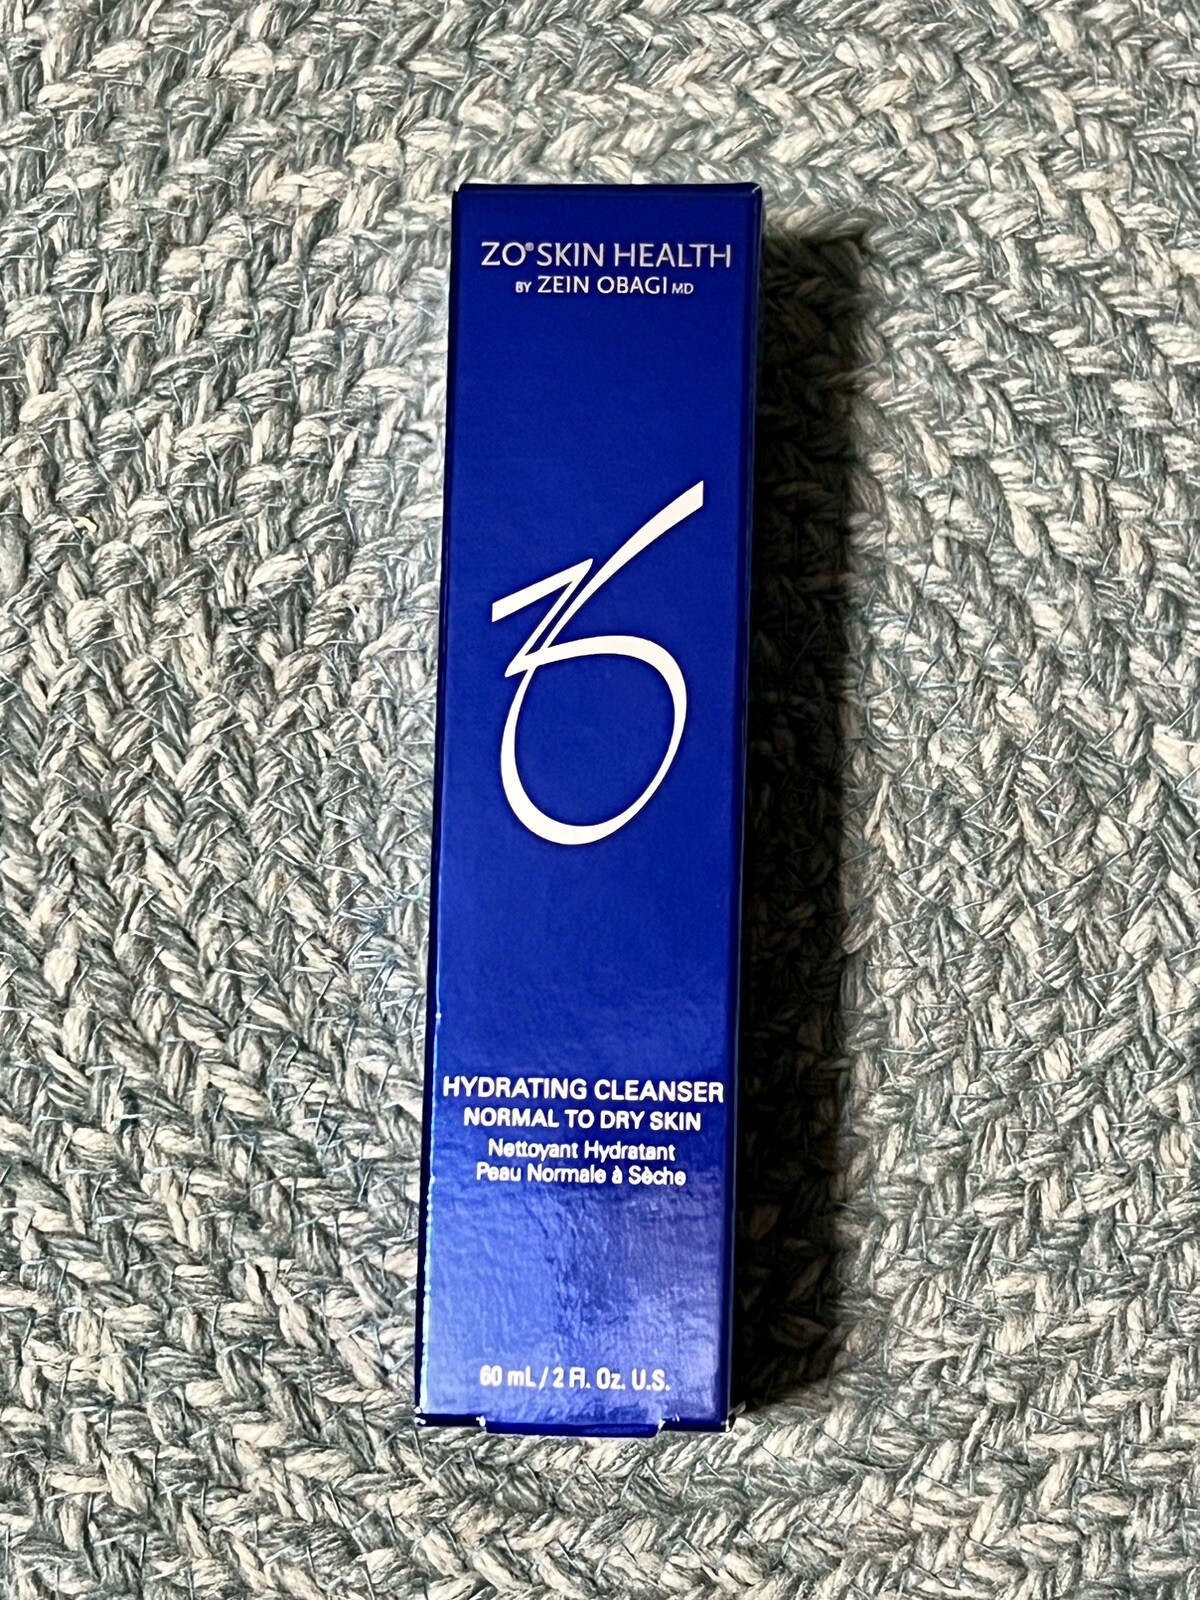 ZO® SKIN HEALTH
BY ZEIN OBAGI MD
ZO
HYDRATING CLEANSER
NORMAL TO DRY SKIN
Nettoyant Hydratant
Peau Normale à Sèche
60 mL / 2 Fl. Oz. U.S.